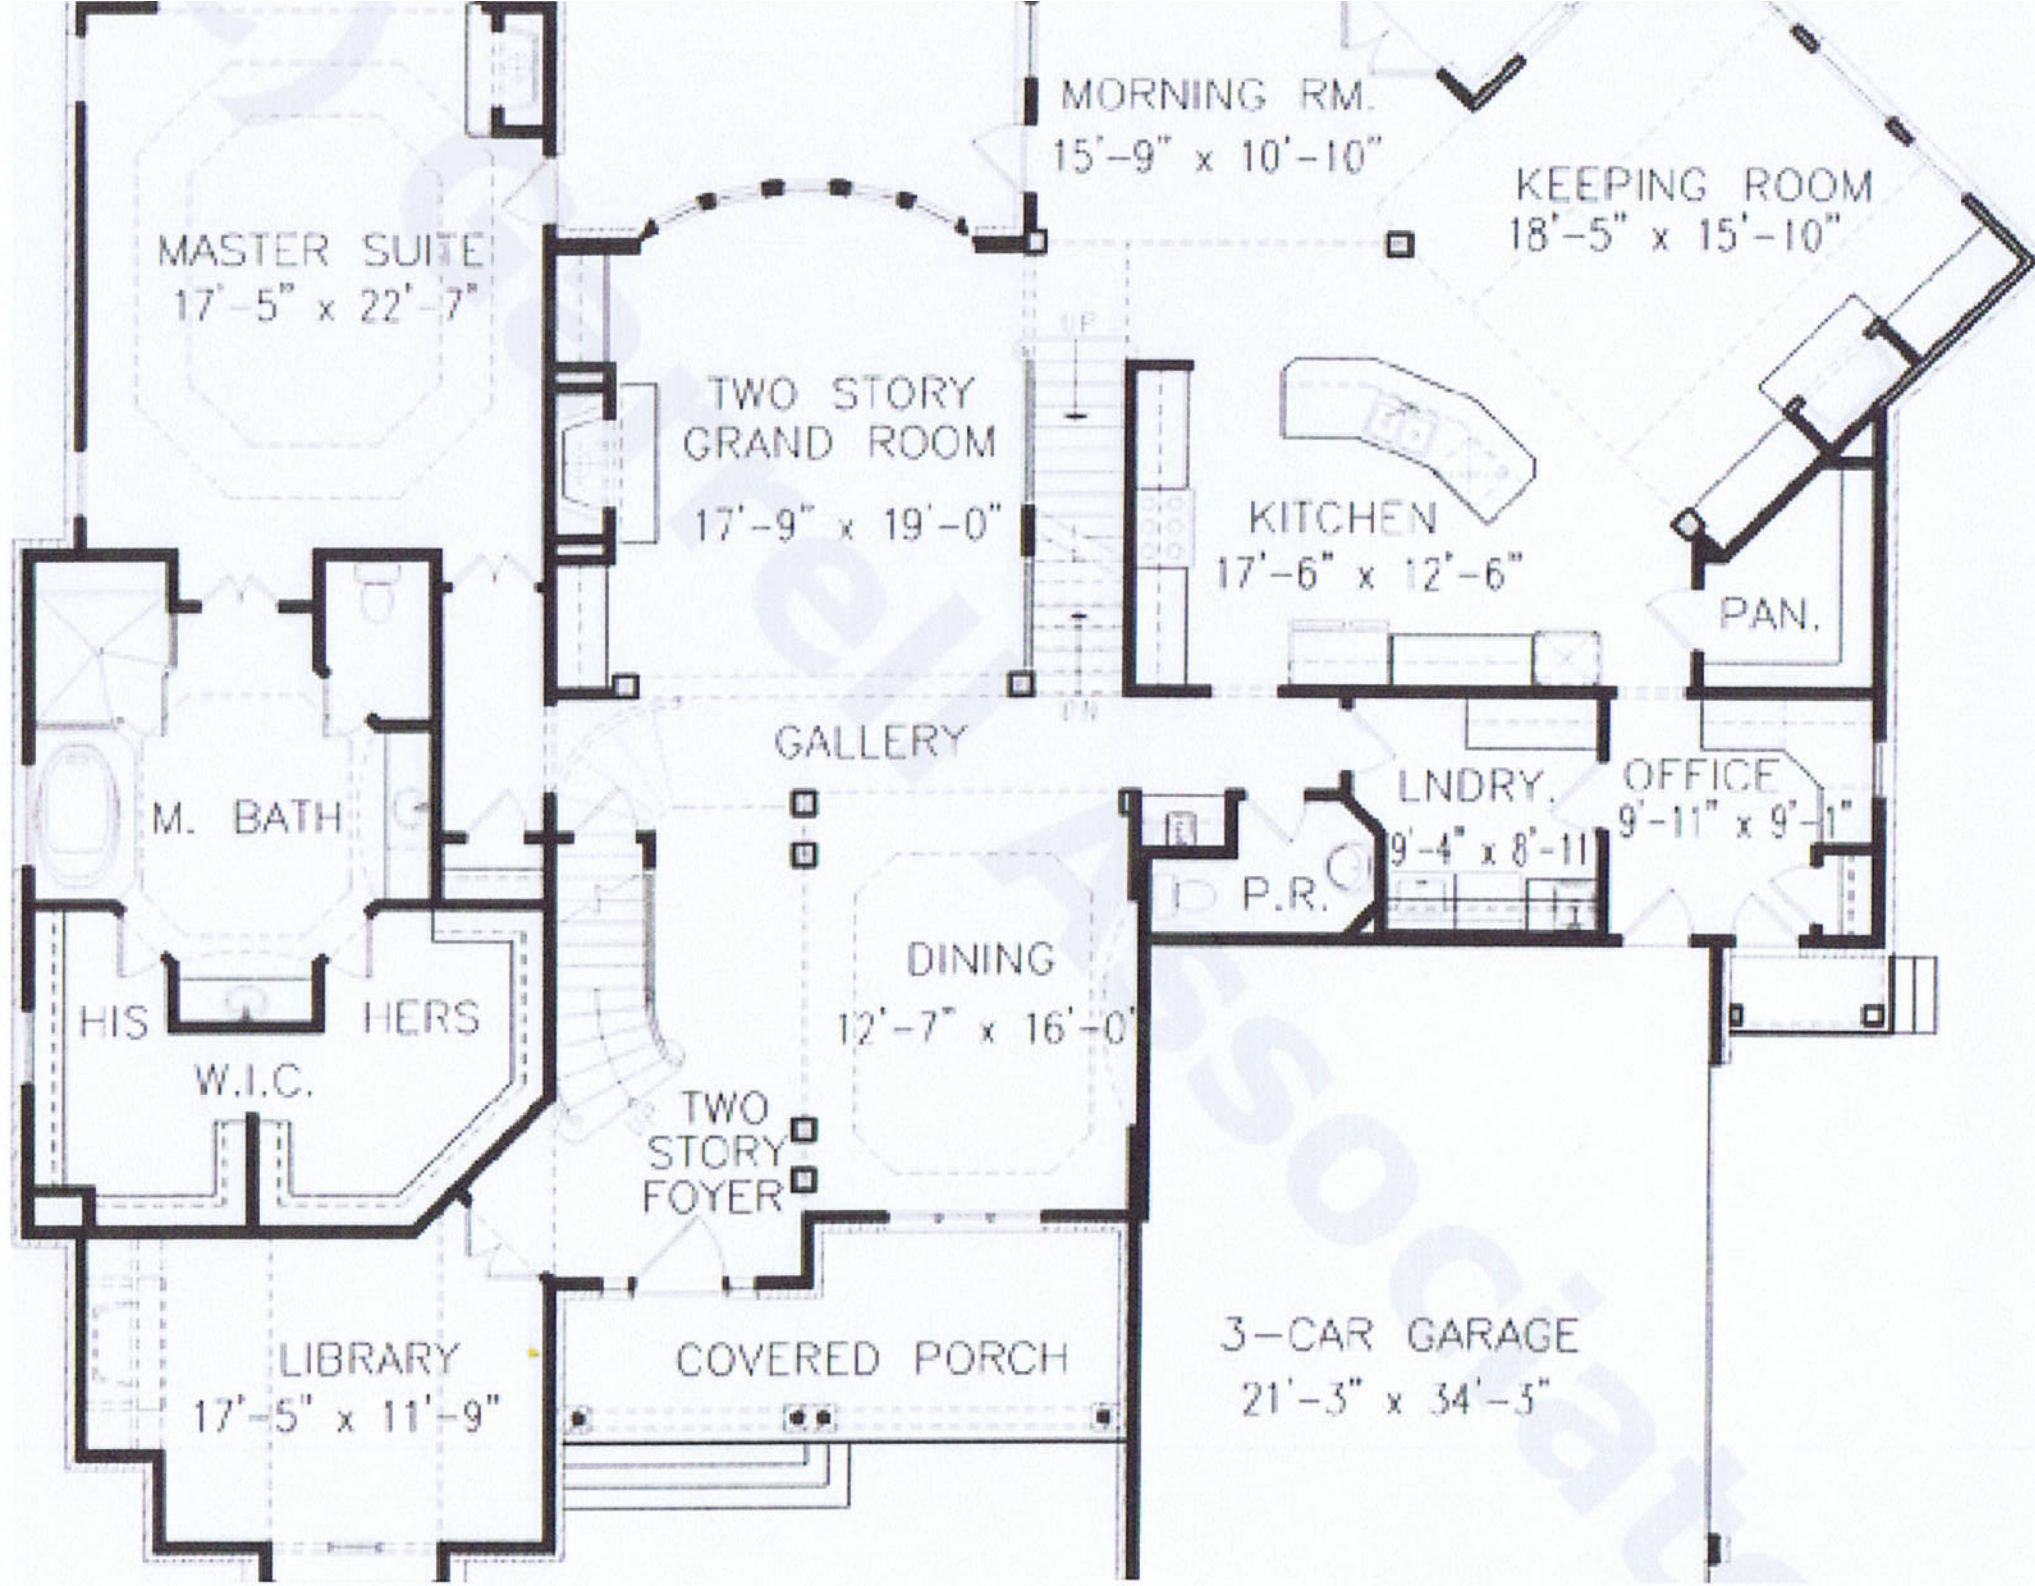 MORNING RM.
15'-9" x 10'-10"
KEEPING ROOM
18'-5" x 15'-10"
MASTER SUITE
17'-5" x 22'-7"
UP
TWO STORY
GRAND ROOM
17'-9" x 19'-0"
KITCHEN
17'-6" x 12'-6"
PAN.
DN
GALLERY
LNDRY.
9'-4" x 8'-11
OFFICE
9'-11" x 9'-1"
M. BATH
P.R.
DINING
12'-7" x 16'-0'
HIS
HERS
W.I.C.
TWO
STORY
FOYER
LIBRARY
17'-5" x 11'-9"
COVERED PORCH
3-CAR GARAGE
21'-3" x 34'-3"
Garrell Associate